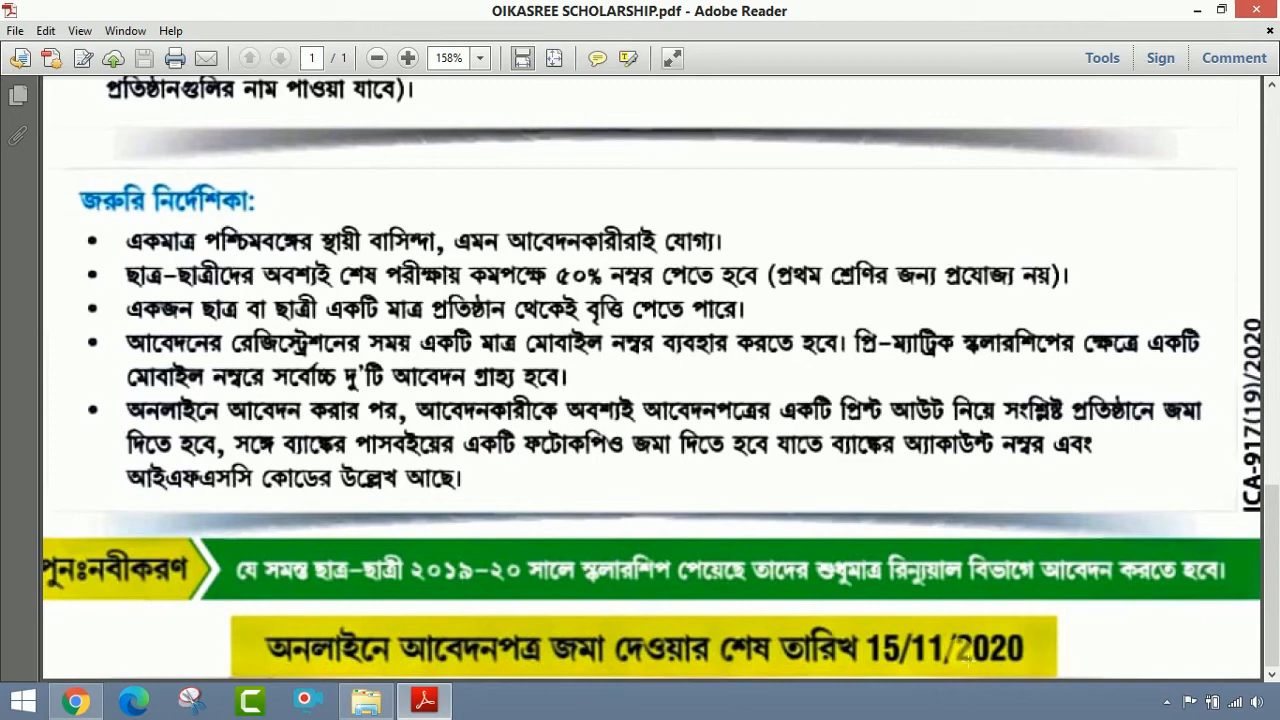 OIKASREE SCHOLARSHIP.pdf - Adobe Reader
File Edit View Window Help
1 / 1 158% Tools Sign Comment
প্রতিষ্ঠানগুলির নাম পাওয়া যাবে)।
জরুরি নির্দেশিকা:
• একমাত্র পশ্চিমবঙ্গের স্থায়ী বাসিন্দা, এমন আবেদনকারীরাই যোগ্য।
• ছাত্র-ছাত্রীদের অবশ্যই শেষ পরীক্ষায় কমপক্ষে ৫০% নম্বর পেতে হবে (প্রথম শ্রেণির জন্য প্রযোজ্য নয়)।
• একজন ছাত্র বা ছাত্রী একটি মাত্র প্রতিষ্ঠান থেকেই বৃত্তি পেতে পারে।
• আবেদনের রেজিস্ট্রেশনের সময় একটি মাত্র মোবাইল নম্বর ব্যবহার করতে হবে। প্রি-ম্যাট্রিক স্কলারশিপের ক্ষেত্রে একটি
মোবাইল নম্বরে সর্বোচ্চ দু'টি আবেদন গ্রাহ্য হবে।
• অনলাইনে আবেদন করার পর, আবেদনকারীকে অবশ্যই আবেদনপত্রের একটি প্রিন্ট আউট নিয়ে সংশ্লিষ্ট প্রতিষ্ঠানে জমা
দিতে হবে, সঙ্গে ব্যাঙ্কের পাসবইয়ের একটি ফটোকপিও জমা দিতে হবে যাতে ব্যাঙ্কের অ্যাকাউন্ট নম্বর এবং
আইএফএসসি কোডের উল্লেখ আছে।
ICA-917(19)/2020
পুনঃনবীকরণ যে সমস্ত ছাত্র-ছাত্রী ২০১৯-২০ সালে স্কলারশিপ পেয়েছে তাদের শুধুমাত্র রিন্যুয়াল বিভাগে আবেদন করতে হবে।
অনলাইনে আবেদনপত্র জমা দেওয়ার শেষ তারিখ 15/11/2020